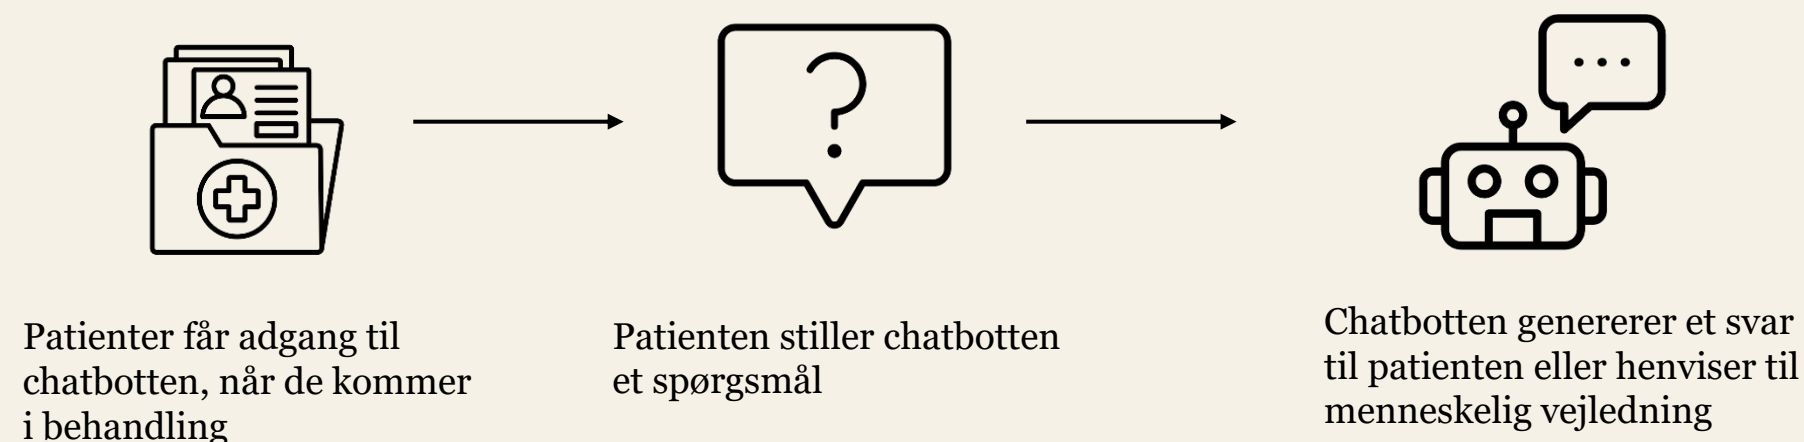 Patienter får adgang til
chatbotten, når de kommer
i behandling
Patienten stiller chatbotten
et spørgsmål
Chatbotten genererer et svar
til patienten eller henviser til
menneskelig vejledning